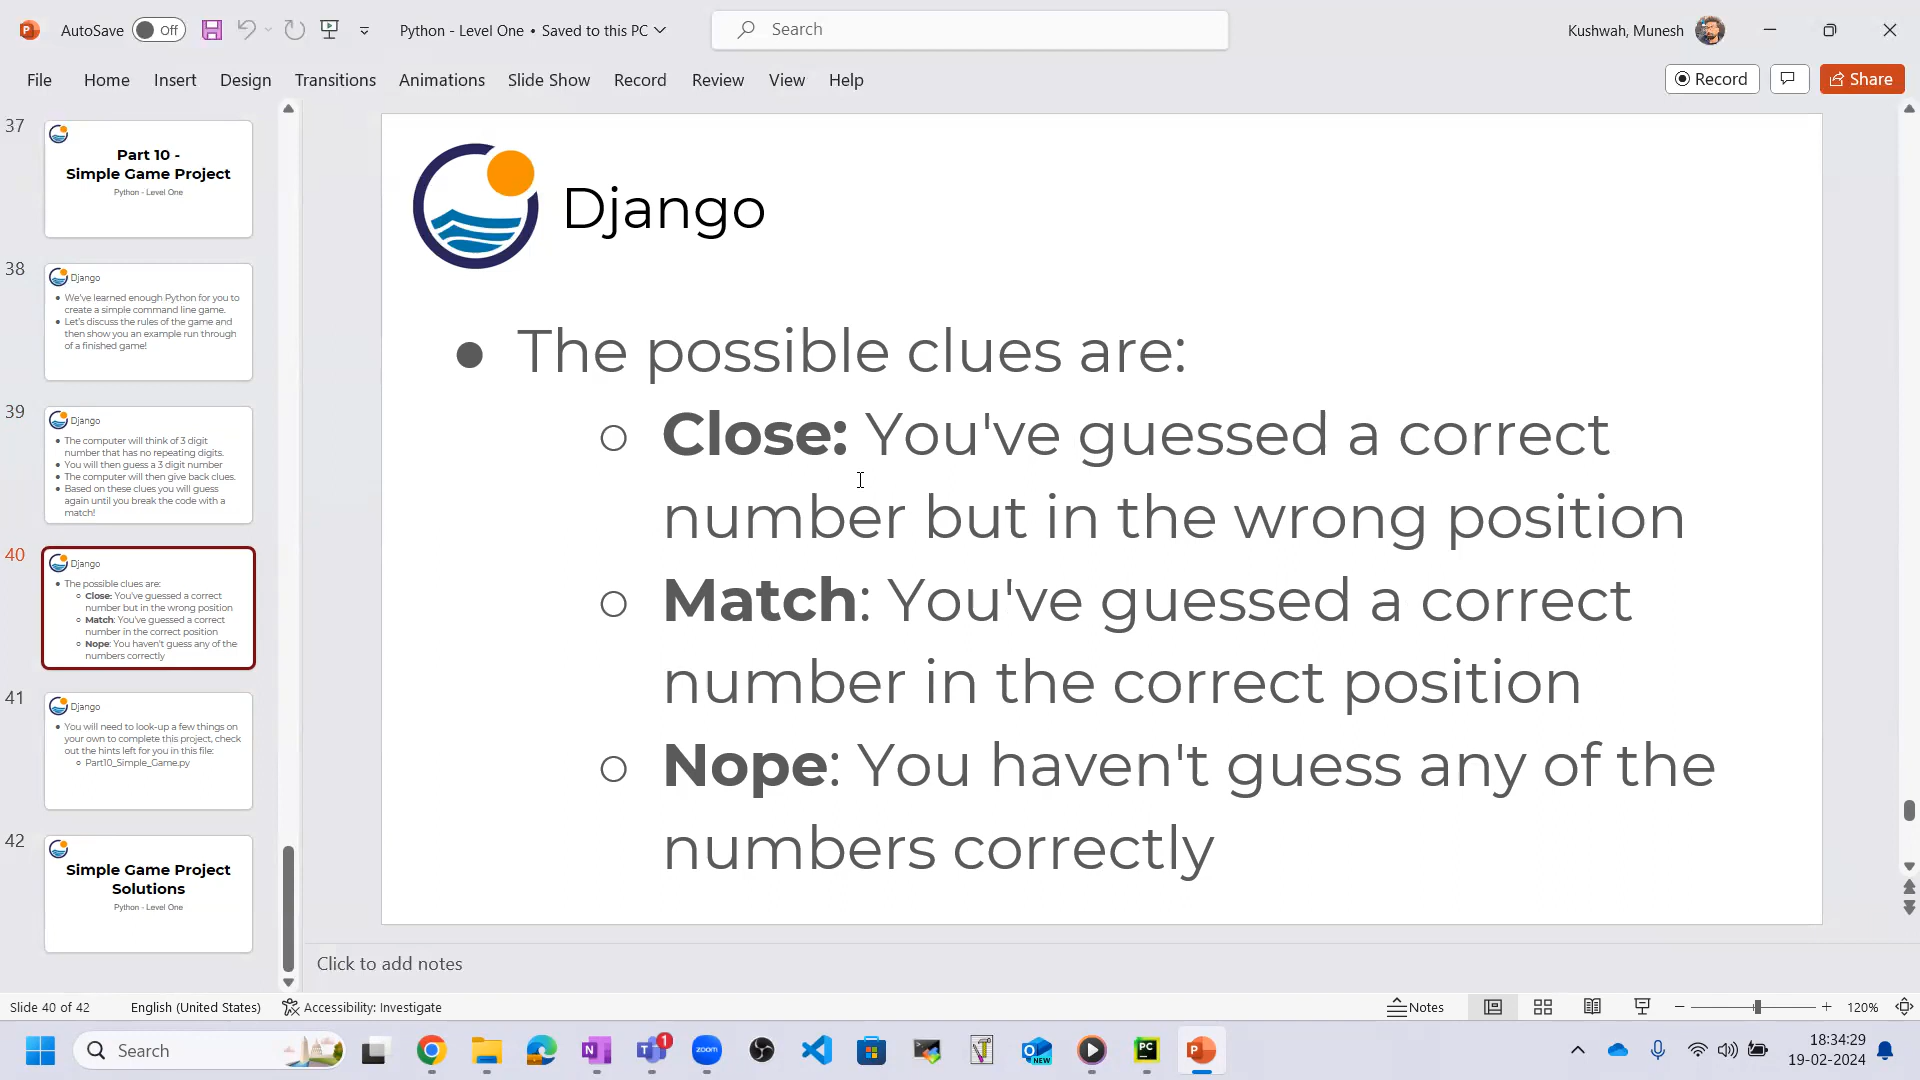 AutoSave Off
Python - Level One • Saved to this PC
Search
Kushwah, Munesh
File Home Insert Design Transitions Animations Slide Show Record Review View Help
Record
Share
37
Part 10 -
Simple Game Project
Python - Level One
38
Django
• We've learned enough Python for you to
create a simple command line game.
• Let's discuss the rules of the game and
then show you an example run through
of a finished game!
39
Django
• The computer will think of 3 digit
number that has no repeating digits.
• You will then guess a 3 digit number
• The computer will then give back clues.
• Based on these clues you will guess
again until you break the code with a
match!
40
Django
• The possible clues are:
○ Close: You've guessed a correct
number but in the wrong position
○ Match: You've guessed a correct
number in the correct position
○ Nope: You haven't guess any of the
numbers correctly
41
Django
• You will need to look-up a few things on
your own to complete this project, check
out the hints left for you in this file:
○ Part10_Simple_Game.py
42
Simple Game Project
Solutions
Python - Level One
Django
● The possible clues are:
○ Close: You've guessed a correct
number but in the wrong position
○ Match: You've guessed a correct
number in the correct position
○ Nope: You haven't guess any of the
numbers correctly
Click to add notes
Slide 40 of 42 English (United States) Accessibility: Investigate
Notes
120%
Search
N
1
zoom
NEW
PC
P
18:34:29
19-02-2024